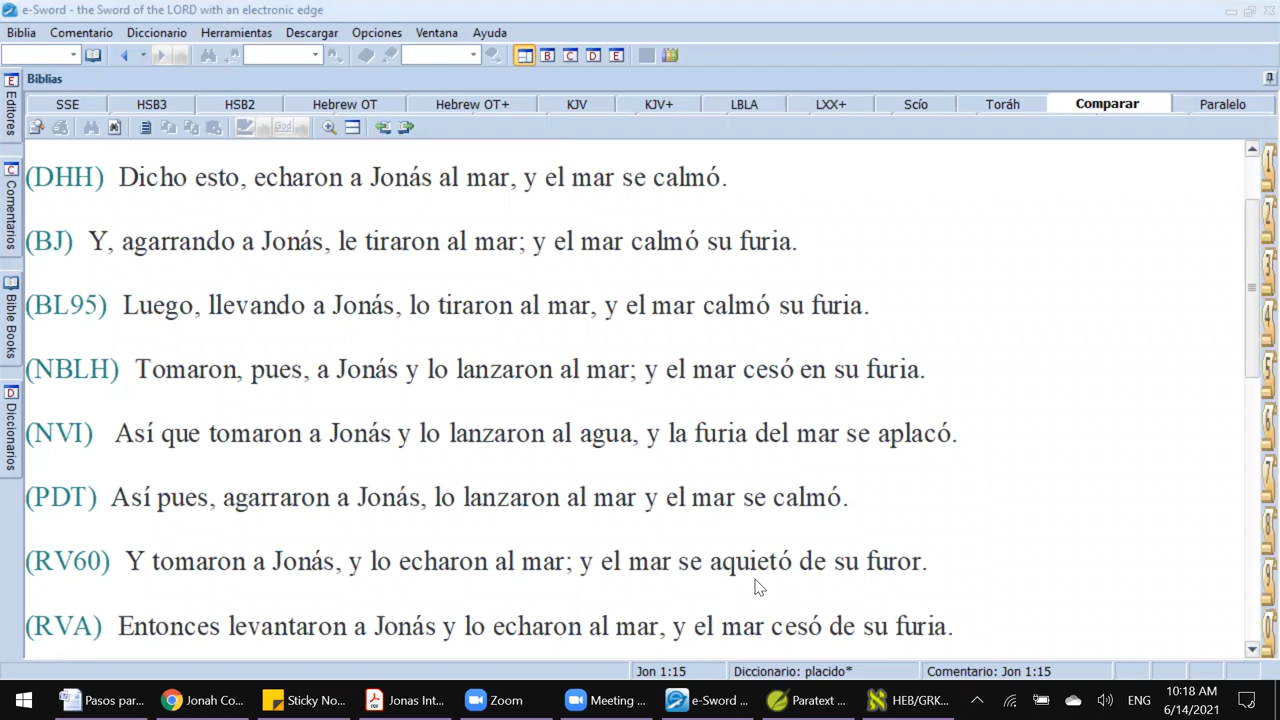 e-Sword - the Sword of the LORD with an electronic edge
Biblia Comentario Diccionario Herramientas Descargar Opciones Ventana Ayuda
Biblias
SSE HSB3 HSB2 Hebrew OT Hebrew OT+ KJV KJV+ LBLA LXX+ Scío Toráh Comparar Paralelo
E Editores
C Comentarios
Bible Books
D Diccionarios
(DHH) Dicho esto, echaron a Jonás al mar, y el mar se calmó.
(BJ) Y, agarrando a Jonás, le tiraron al mar; y el mar calmó su furia.
(BL95) Luego, llevando a Jonás, lo tiraron al mar, y el mar calmó su furia.
(NBLH) Tomaron, pues, a Jonás y lo lanzaron al mar; y el mar cesó en su furia.
(NVI) Así que tomaron a Jonás y lo lanzaron al agua, y la furia del mar se aplacó.
(PDT) Así pues, agarraron a Jonás, lo lanzaron al mar y el mar se calmó.
(RV60) Y tomaron a Jonás, y lo echaron al mar; y el mar se aquietó de su furor.
(RVA) Entonces levantaron a Jonás y lo echaron al mar, y el mar cesó de su furia.
Jon 1:15 Diccionario: placido* Comentario: Jon 1:15
Pasos par... Jonah Co... Sticky No... Jonas Int... Zoom Meeting ... e-Sword ... Paratext ... HEB/GRK... ENG 10:18 AM
6/14/2021